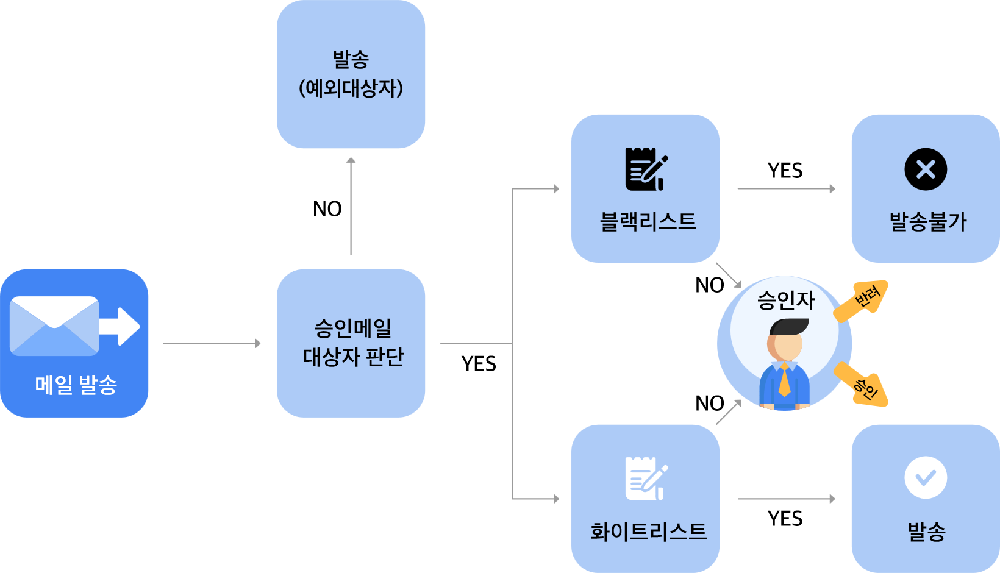 발송
(예외대상자)
NO
메일 발송
승인메일
대상자 판단
YES
블랙리스트
YES
발송불가
NO
승인자
반려
승인
NO
화이트리스트
YES
발송